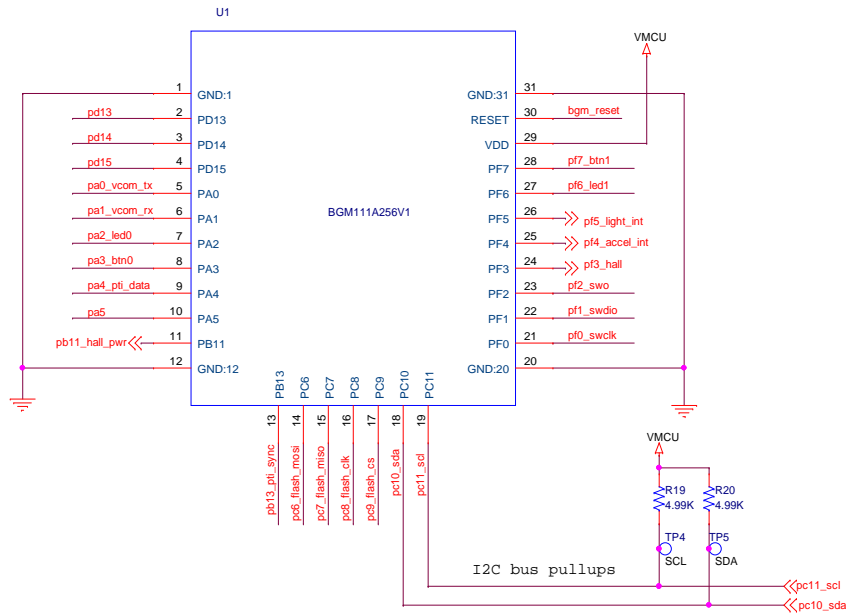 U1
VMCU
1
GND:1
GND:31
31
pd13
2
PD13
RESET
30
bgm_reset
pd14
3
PD14
VDD
29
pd15
4
PD15
PF7
28
pf7_btn1
pa0_vcom_tx
5
PA0
PF6
27
pf6_led1
pa1_vcom_rx
6
PA1
BGM111A256V1
PF5
26
pf5_light_int
pa2_led0
7
PA2
PF4
25
pf4_accel_int
pa3_btn0
8
PA3
PF3
24
pf3_hall
pa4_pti_data
9
PA4
PF2
23
pf2_swo
pa5
10
PA5
PF1
22
pf1_swdio
pb11_hall_pwr
11
PB11
PF0
21
pf0_swclk
12
GND:12
GND:20
20
PB13
PC6
PC7
PC8
PC9
PC10
PC11
13
14
15
16
17
18
19
pb13_pti_sync
pc6_flash_mosi
pc7_flash_miso
pc8_flash_clk
pc9_flash_cs
pc10_sda
pc11_scl
VMCU
R19
4.99K
R20
4.99K
TP4
SCL
TP5
SDA
I2C bus pullups
pc11_scl
pc10_sda